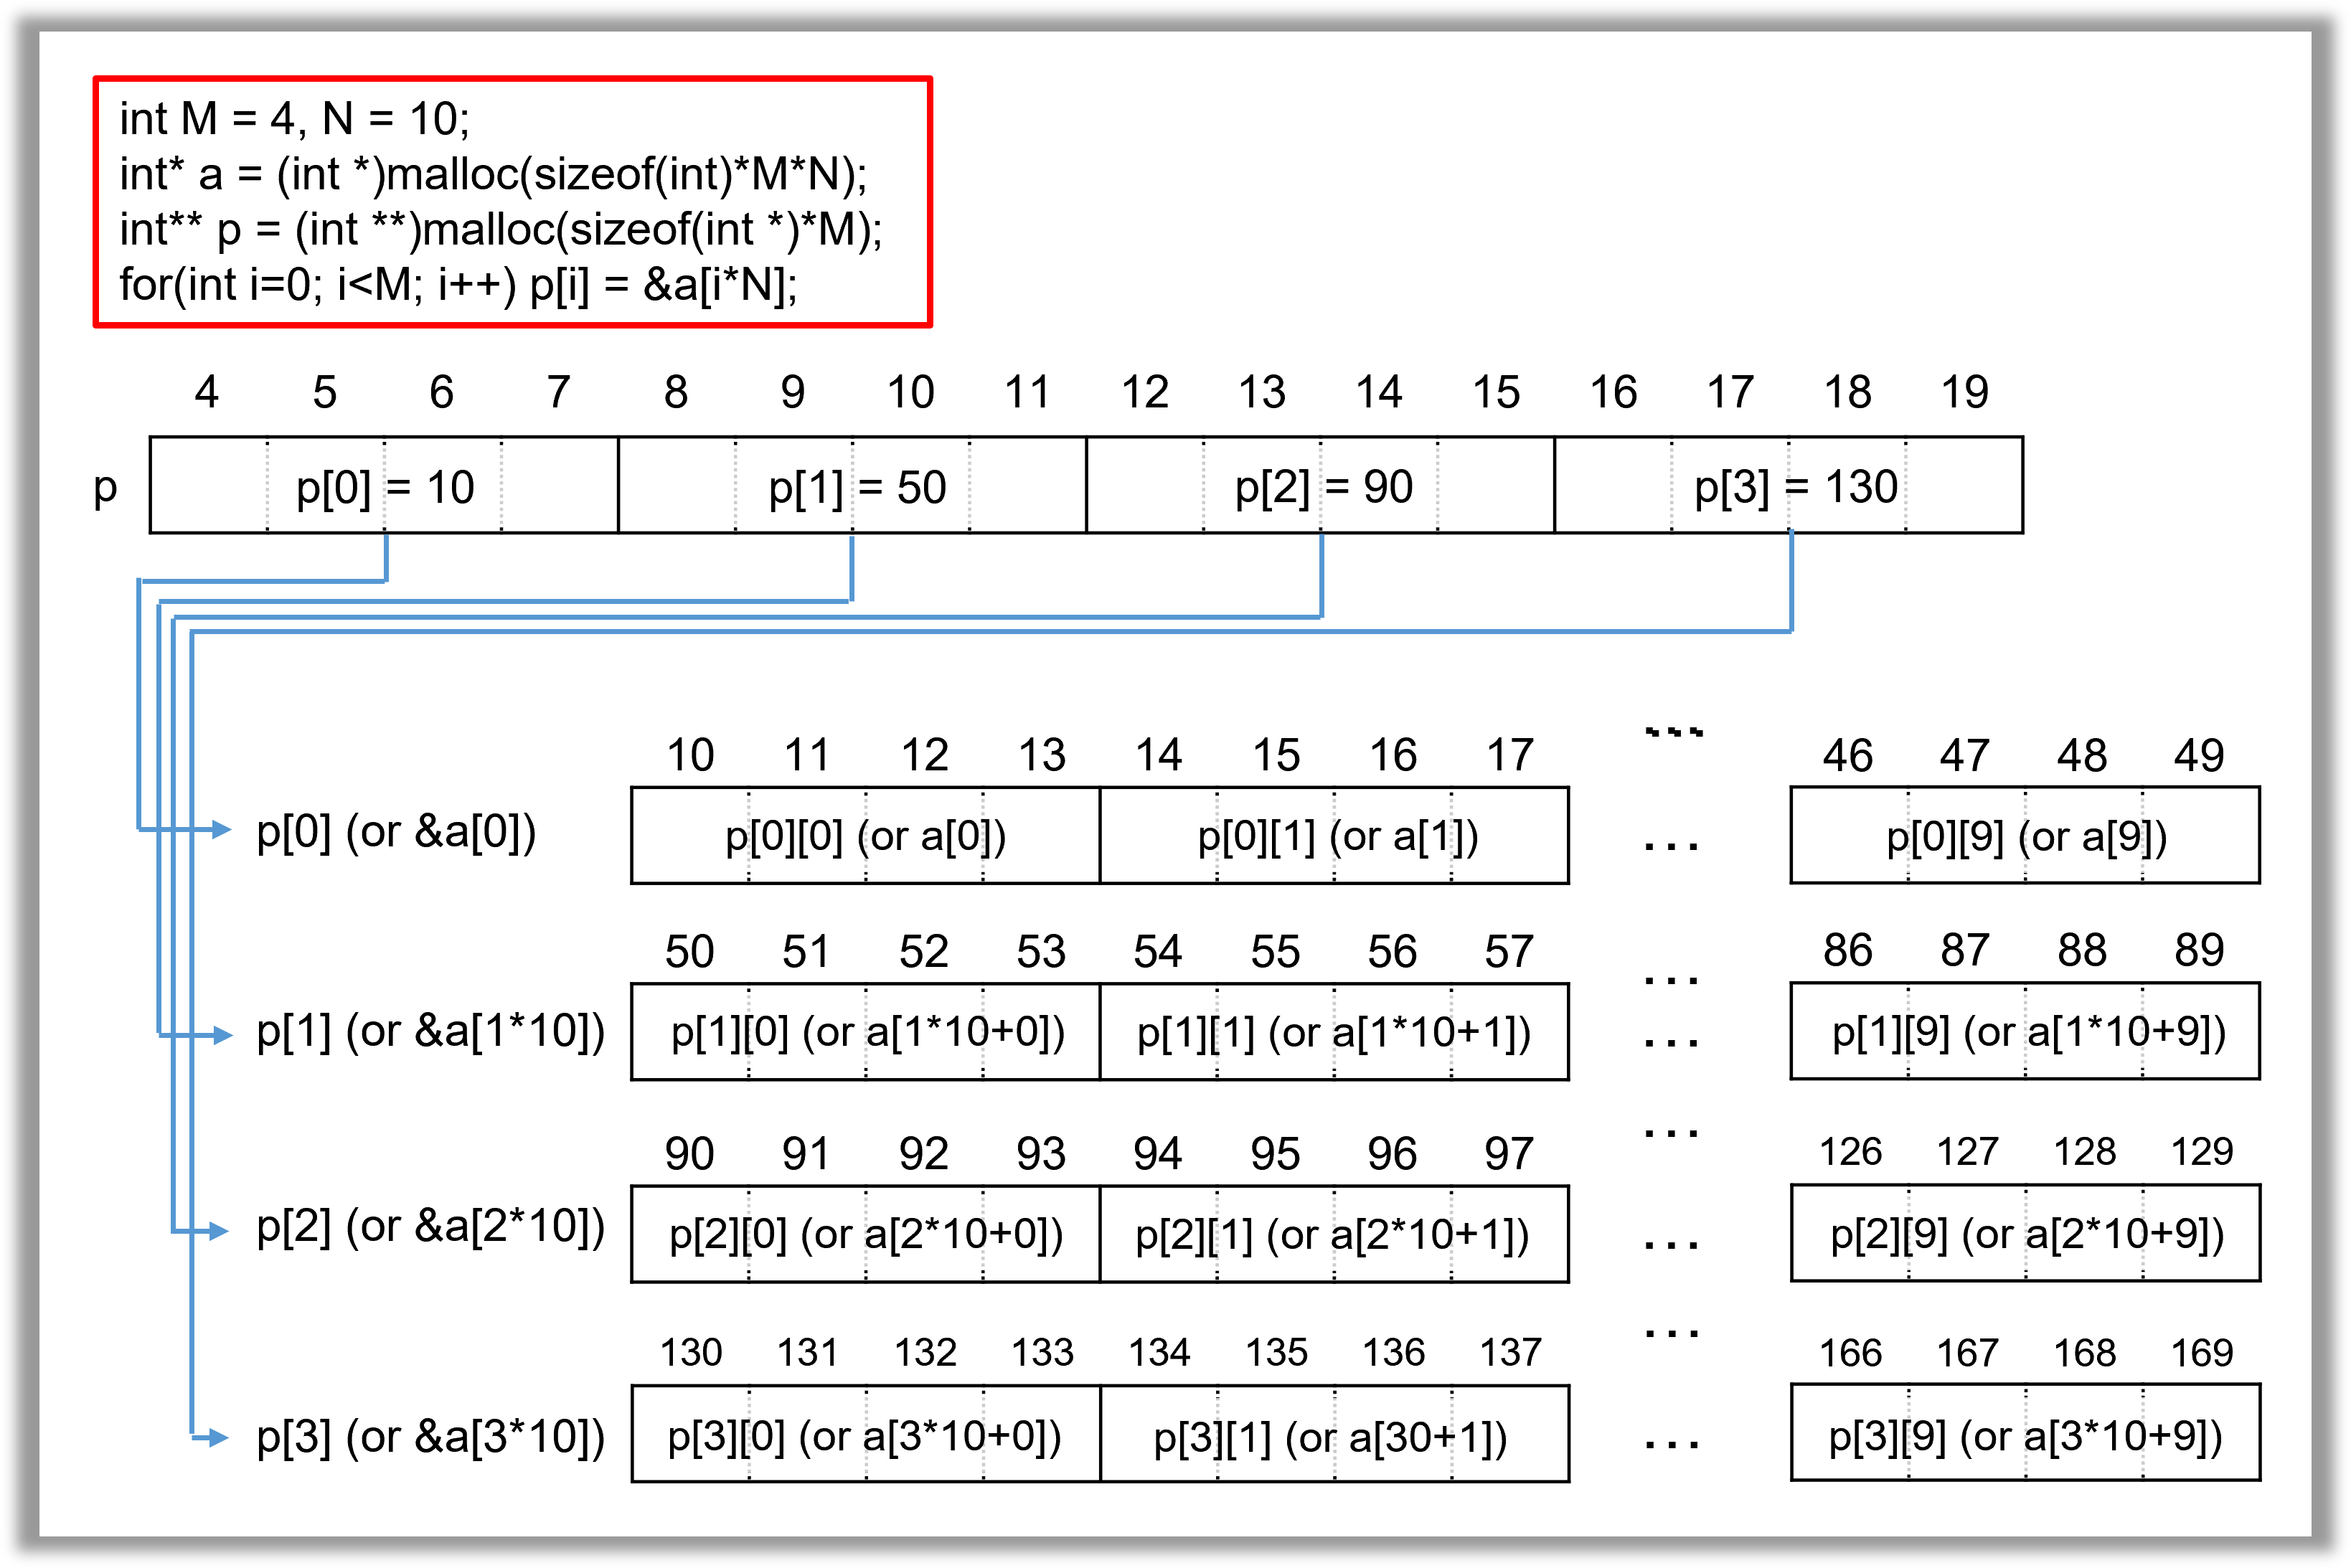 int M = 4, N = 10;
int* a = (int *)malloc(sizeof(int)*M*N);
int** p = (int **)malloc(sizeof(int *)*M);
for(int i=0; i<M; i++) p[i] = &a[i*N];
4 5 6 7 8 9 10 11 12 13 14 15 16 17 18 19
p p[0] = 10 p[1] = 50 p[2] = 90 p[3] = 130
10 11 12 13 14 15 16 17 ... 46 47 48 49
p[0] (or &a[0]) p[0][0] (or a[0]) p[0][1] (or a[1]) ... p[0][9] (or a[9])
50 51 52 53 54 55 56 57 ... 86 87 88 89
p[1] (or &a[1*10]) p[1][0] (or a[1*10+0]) p[1][1] (or a[1*10+1]) ... p[1][9] (or a[1*10+9])
90 91 92 93 94 95 96 97 ... 126 127 128 129
p[2] (or &a[2*10]) p[2][0] (or a[2*10+0]) p[2][1] (or a[2*10+1]) ... p[2][9] (or a[2*10+9])
130 131 132 133 134 135 136 137 ... 166 167 168 169
p[3] (or &a[3*10]) p[3][0] (or a[3*10+0]) p[3][1] (or a[30+1]) ... p[3][9] (or a[3*10+9])